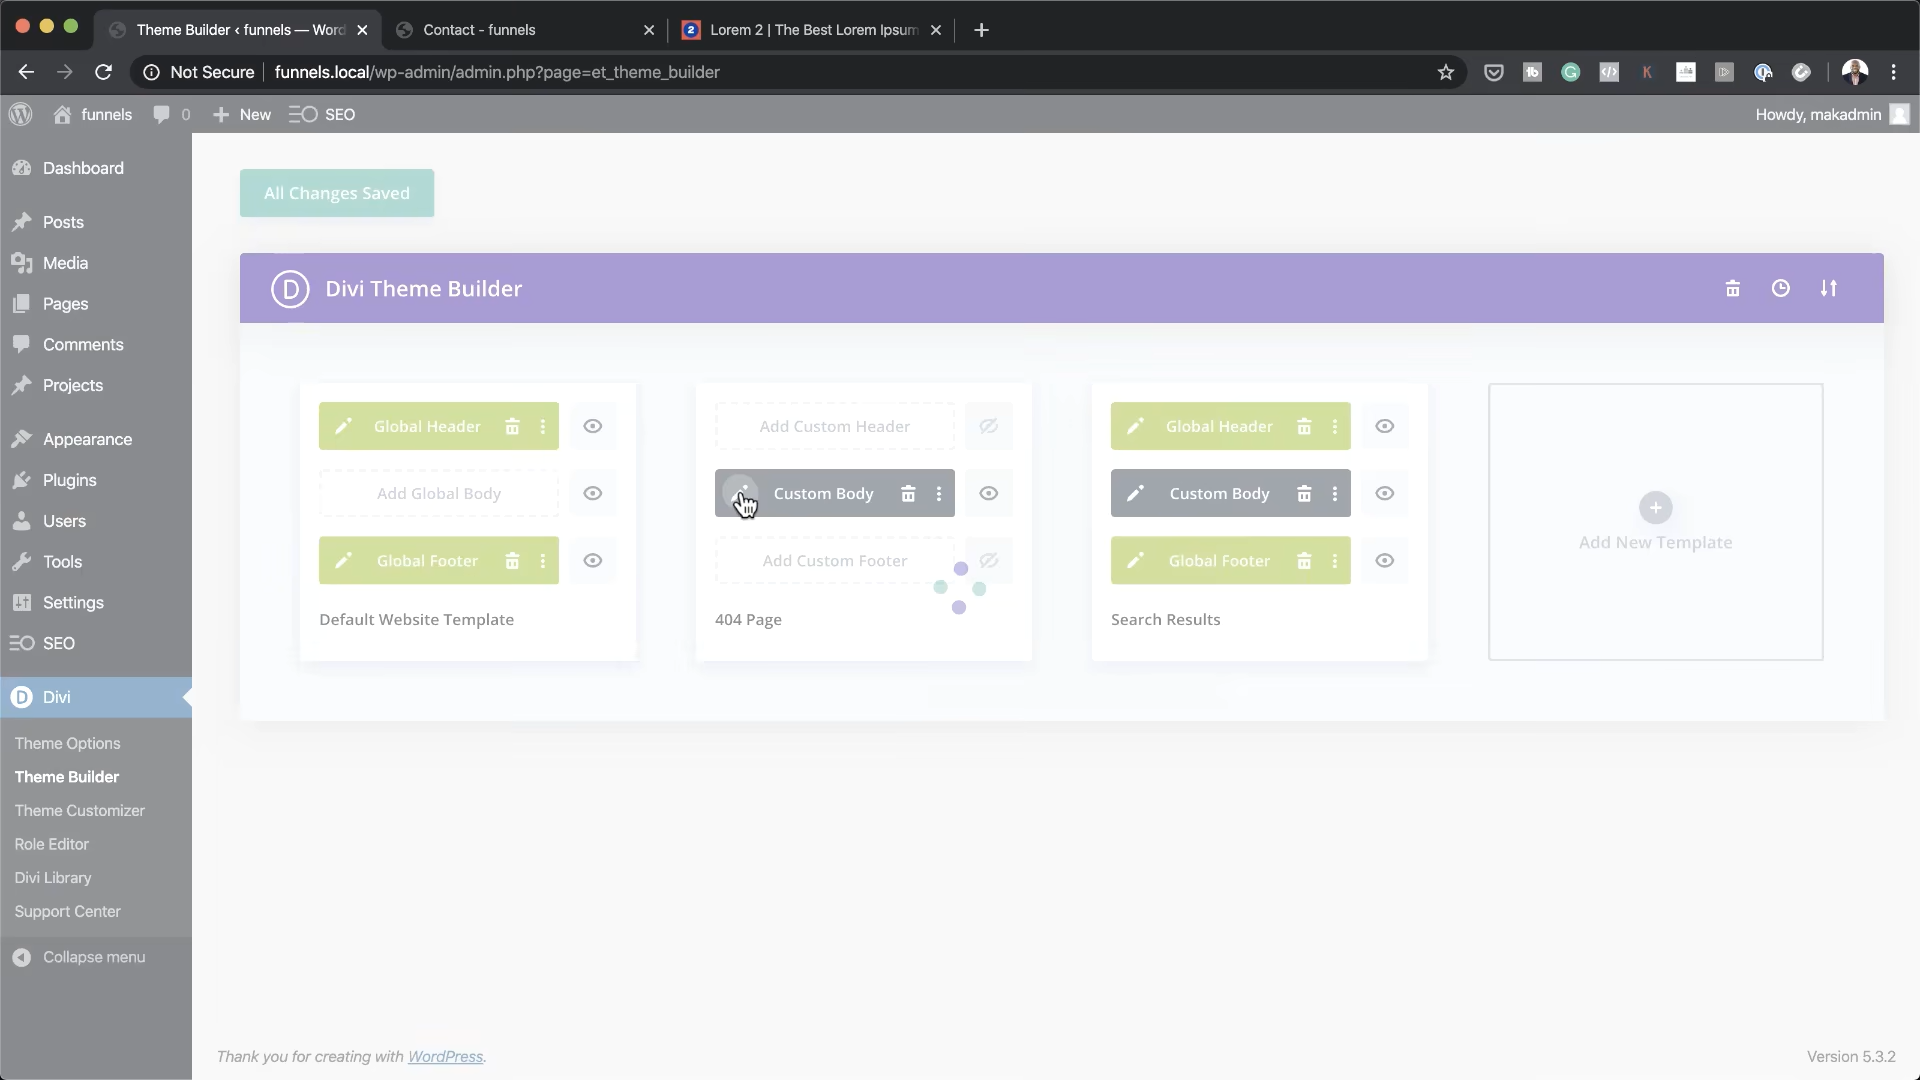 Theme Builder ‹ funnels — Word
Contact - funnels
2
Lorem 2 | The Best Lorem Ipsum
Not Secure
funnels.local/wp-admin/admin.php?page=et_theme_builder
funnels
0
New
SEO
Howdy, makadmin
Dashboard
Posts
Media
Pages
Comments
Projects
Appearance
Plugins
Users
Tools
Settings
SEO
Divi
Theme Options
Theme Builder
Theme Customizer
Role Editor
Divi Library
Support Center
Collapse menu
All Changes Saved
D
Divi Theme Builder
Global Header
Add Global Body
Global Footer
Default Website Template
Add Custom Header
Custom Body
Add Custom Footer
404 Page
Global Header
Custom Body
Global Footer
Search Results
Add New Template
Thank you for creating with WordPress.
Version 5.3.2